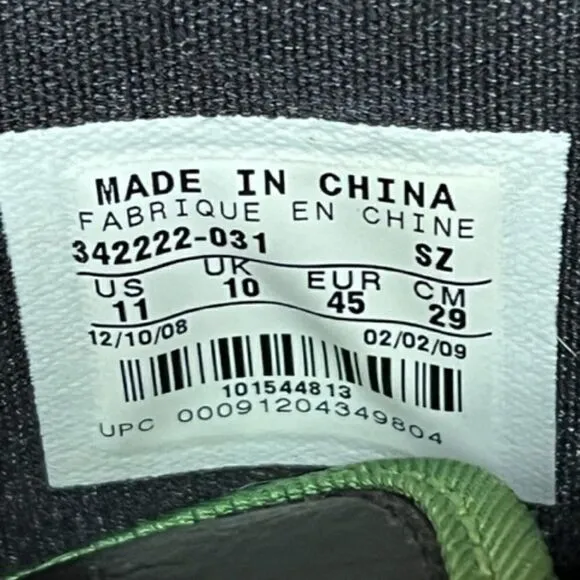 MADE IN CHINA
FABRIQUE EN CHINE
342222-031 SZ
US UK EUR CM
11 10 45 29
12/10/08 02/02/09
101544813
UPC 00091204349804